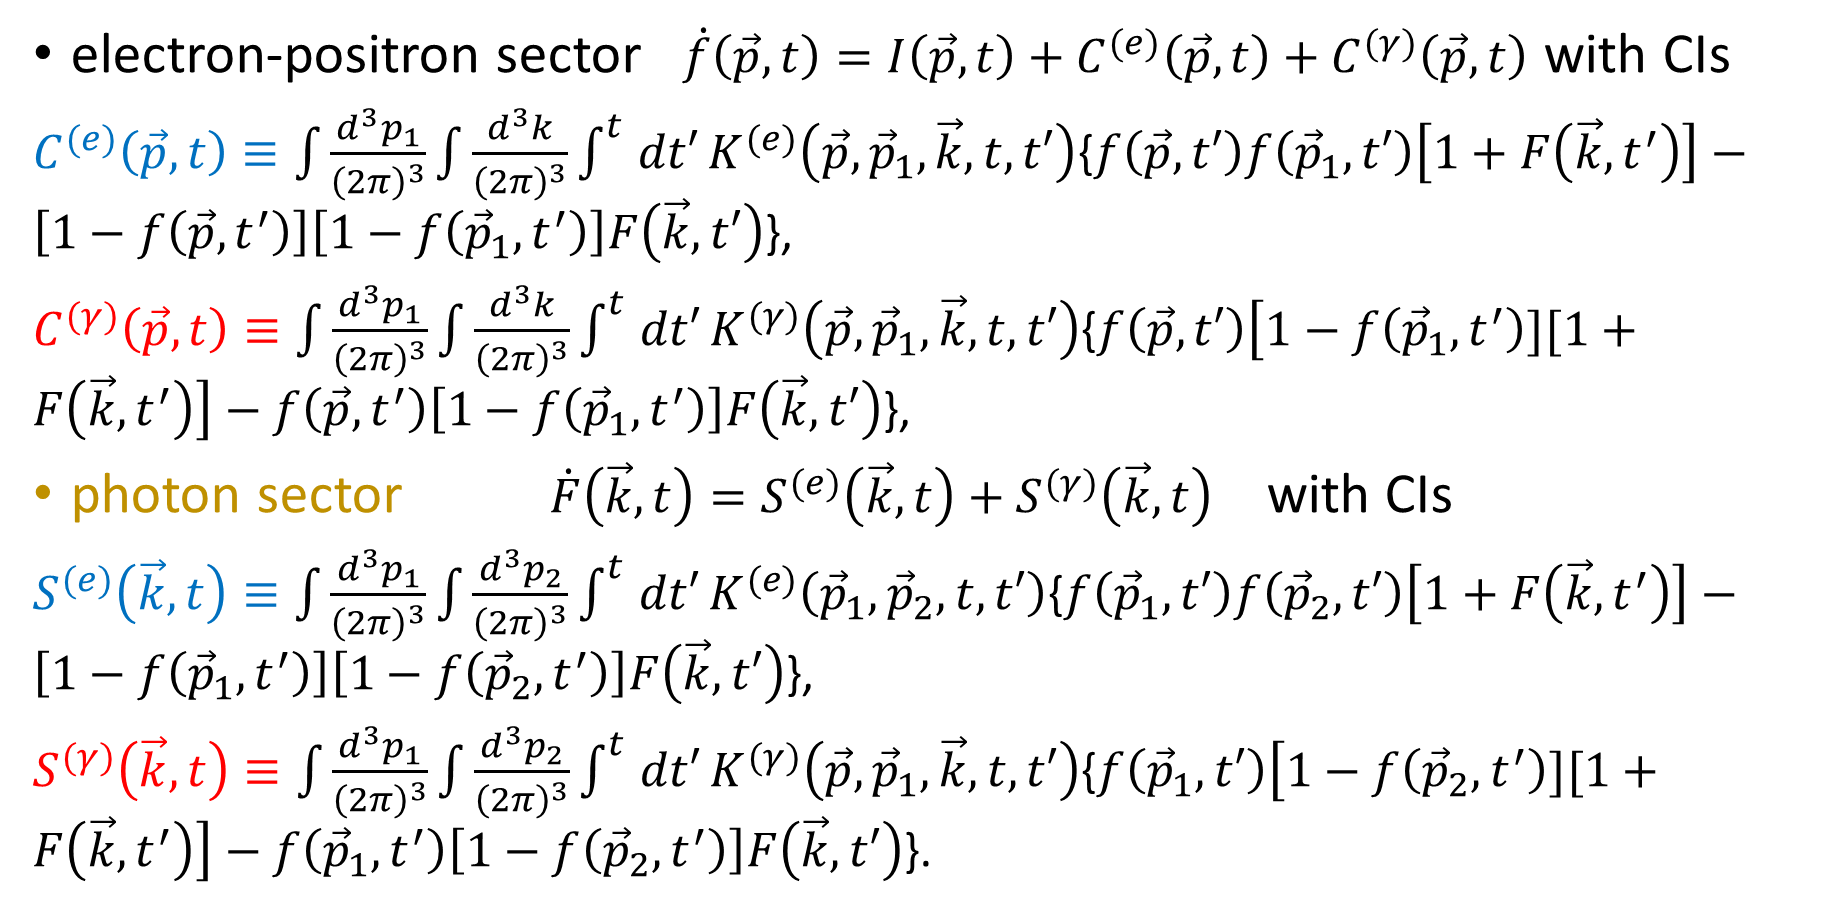 • electron-positron sector ḟ(p⃗, t) = I(p⃗, t) + C⁽ᵉ⁾(p⃗, t) + C⁽ᵞ⁾(p⃗, t) with CIs
C⁽ᵉ⁾(p⃗, t) ≡ ∫ d³p₁/(2π)³ ∫ d³k/(2π)³ ∫ᵗ dt′ K⁽ᵉ⁾(p⃗, p⃗₁, k⃗, t, t′){f(p⃗, t′)f(p⃗₁, t′)[1 + F(k⃗, t′)] −
[1 − f(p⃗, t′)][1 − f(p⃗₁, t′)]F(k⃗, t′)},
C⁽ᵞ⁾(p⃗, t) ≡ ∫ d³p₁/(2π)³ ∫ d³k/(2π)³ ∫ᵗ dt′ K⁽ᵞ⁾(p⃗, p⃗₁, k⃗, t, t′){f(p⃗, t′)[1 − f(p⃗₁, t′)][1 +
F(k⃗, t′)] − f(p⃗, t′)[1 − f(p⃗₁, t′)]F(k⃗, t′)},
• photon sector Ḟ(k⃗, t) = S⁽ᵉ⁾(k⃗, t) + S⁽ᵞ⁾(k⃗, t) with CIs
S⁽ᵉ⁾(k⃗, t) ≡ ∫ d³p₁/(2π)³ ∫ d³p₂/(2π)³ ∫ᵗ dt′ K⁽ᵉ⁾(p⃗₁, p⃗₂, t, t′){f(p⃗₁, t′)f(p⃗₂, t′)[1 + F(k⃗, t′)] −
[1 − f(p⃗₁, t′)][1 − f(p⃗₂, t′)]F(k⃗, t′)},
S⁽ᵞ⁾(k⃗, t) ≡ ∫ d³p₁/(2π)³ ∫ d³p₂/(2π)³ ∫ᵗ dt′ K⁽ᵞ⁾(p⃗, p⃗₁, k⃗, t, t′){f(p⃗₁, t′)[1 − f(p⃗₂, t′)][1 +
F(k⃗, t′)] − f(p⃗₁, t′)[1 − f(p⃗₂, t′)]F(k⃗, t′)}.